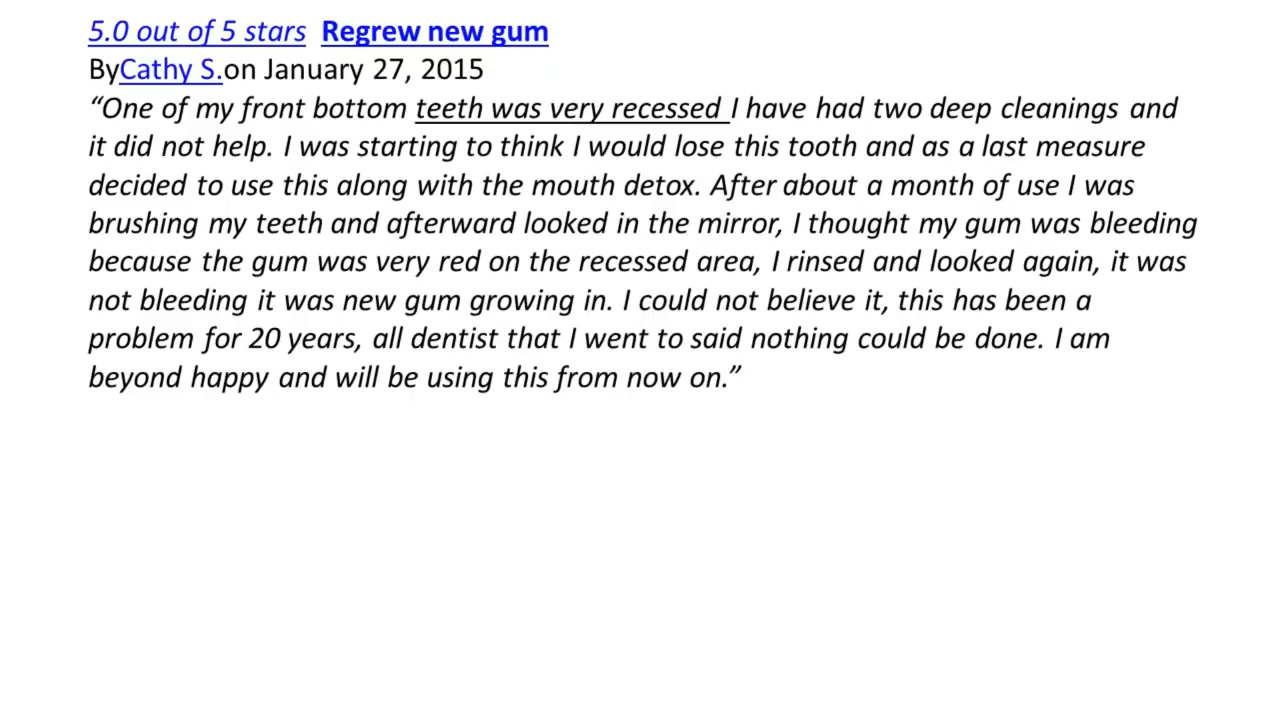 5.0 out of 5 stars Regrew new gum
ByCathy S.on January 27, 2015
“One of my front bottom teeth was very recessed I have had two deep cleanings and
it did not help. I was starting to think I would lose this tooth and as a last measure
decided to use this along with the mouth detox. After about a month of use I was
brushing my teeth and afterward looked in the mirror, I thought my gum was bleeding
because the gum was very red on the recessed area, I rinsed and looked again, it was
not bleeding it was new gum growing in. I could not believe it, this has been a
problem for 20 years, all dentist that I went to said nothing could be done. I am
beyond happy and will be using this from now on.”